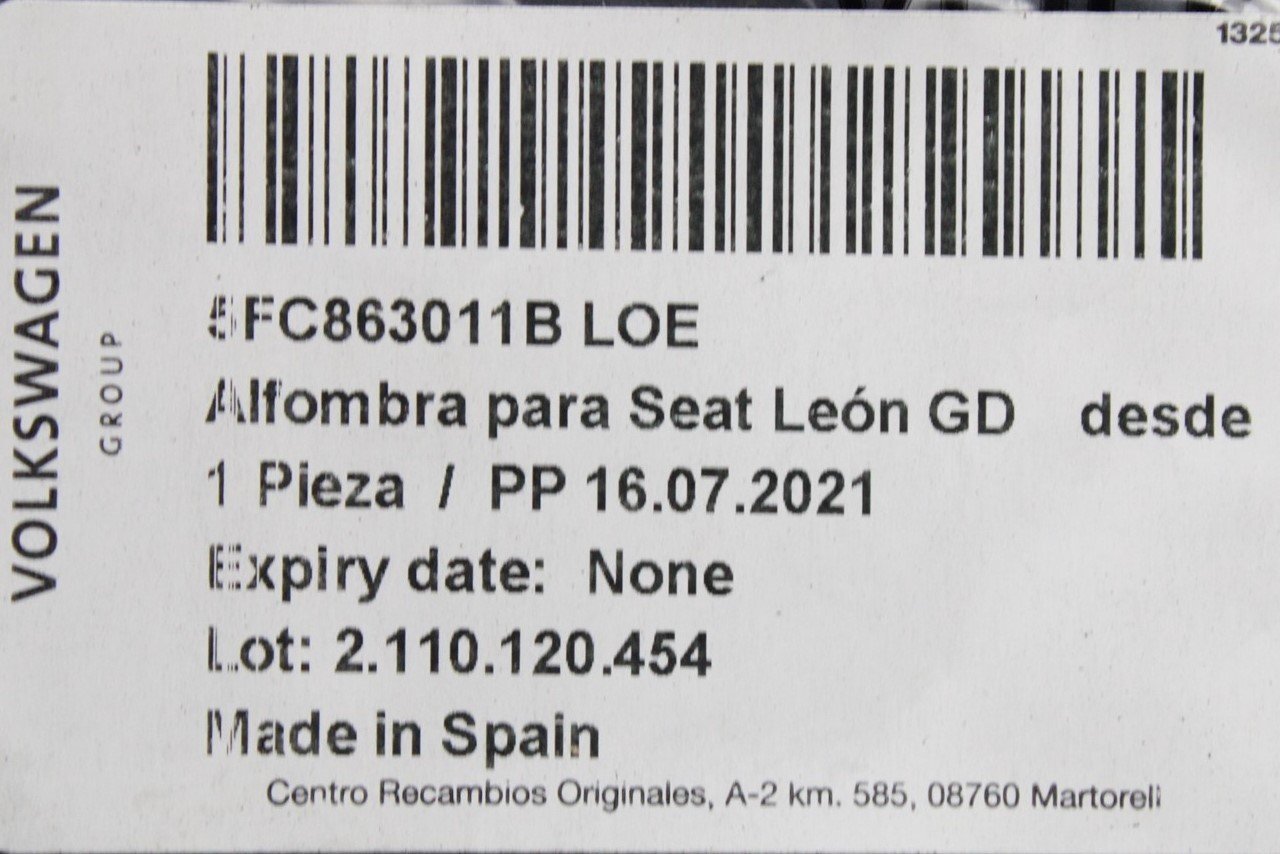 1325
VOLKSWAGEN
GROUP
5FC863011B LOE
Alfombra para Seat León GD desde
1 Pieza / PP 16.07.2021
Expiry date: None
Lot: 2.110.120.454
Made in Spain
Centro Recambios Originales, A-2 km. 585, 08760 Martorell